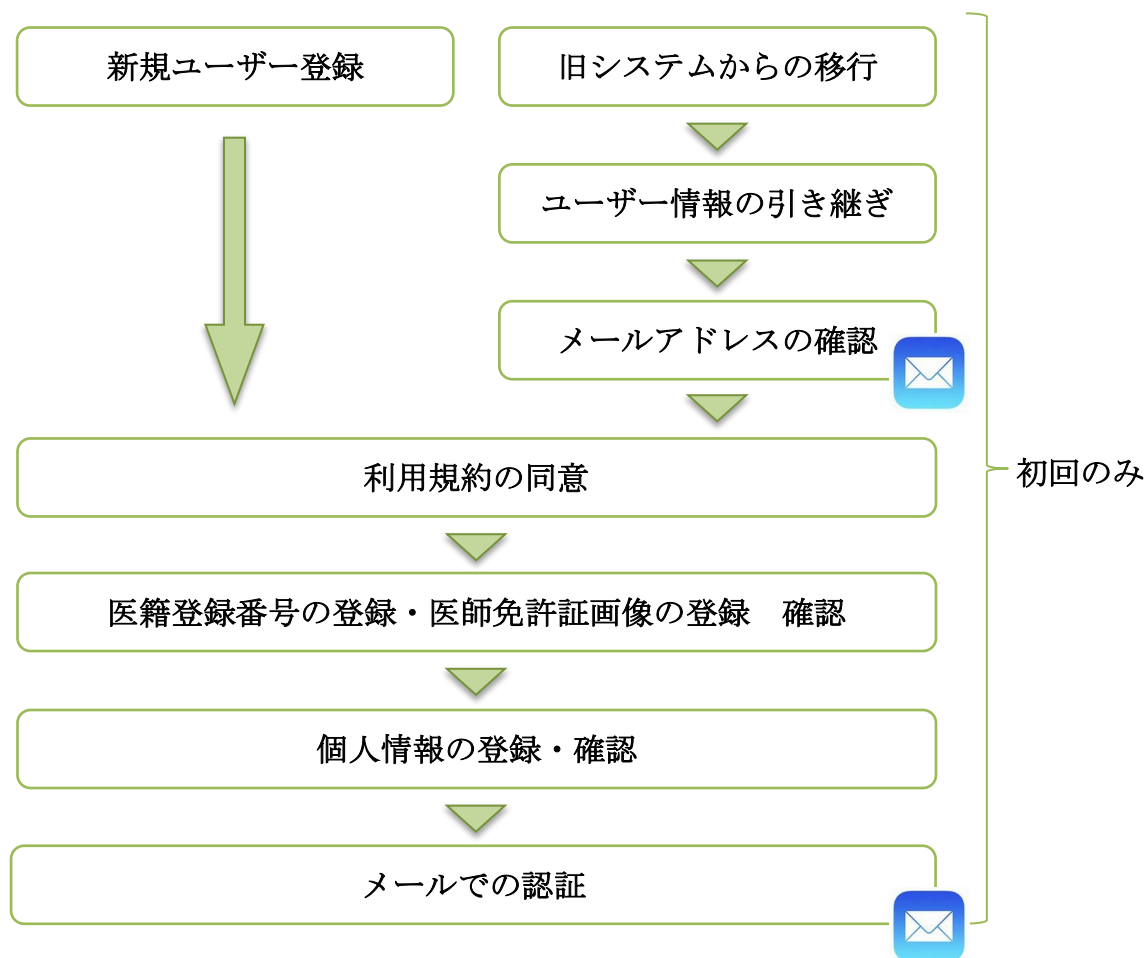 新規ユーザー登録
旧システムからの移行
ユーザー情報の引き継ぎ
メールアドレスの確認
利用規約の同意
医籍登録番号の登録・医師免許証画像の登録　確認
個人情報の登録・確認
メールでの認証
初回のみ